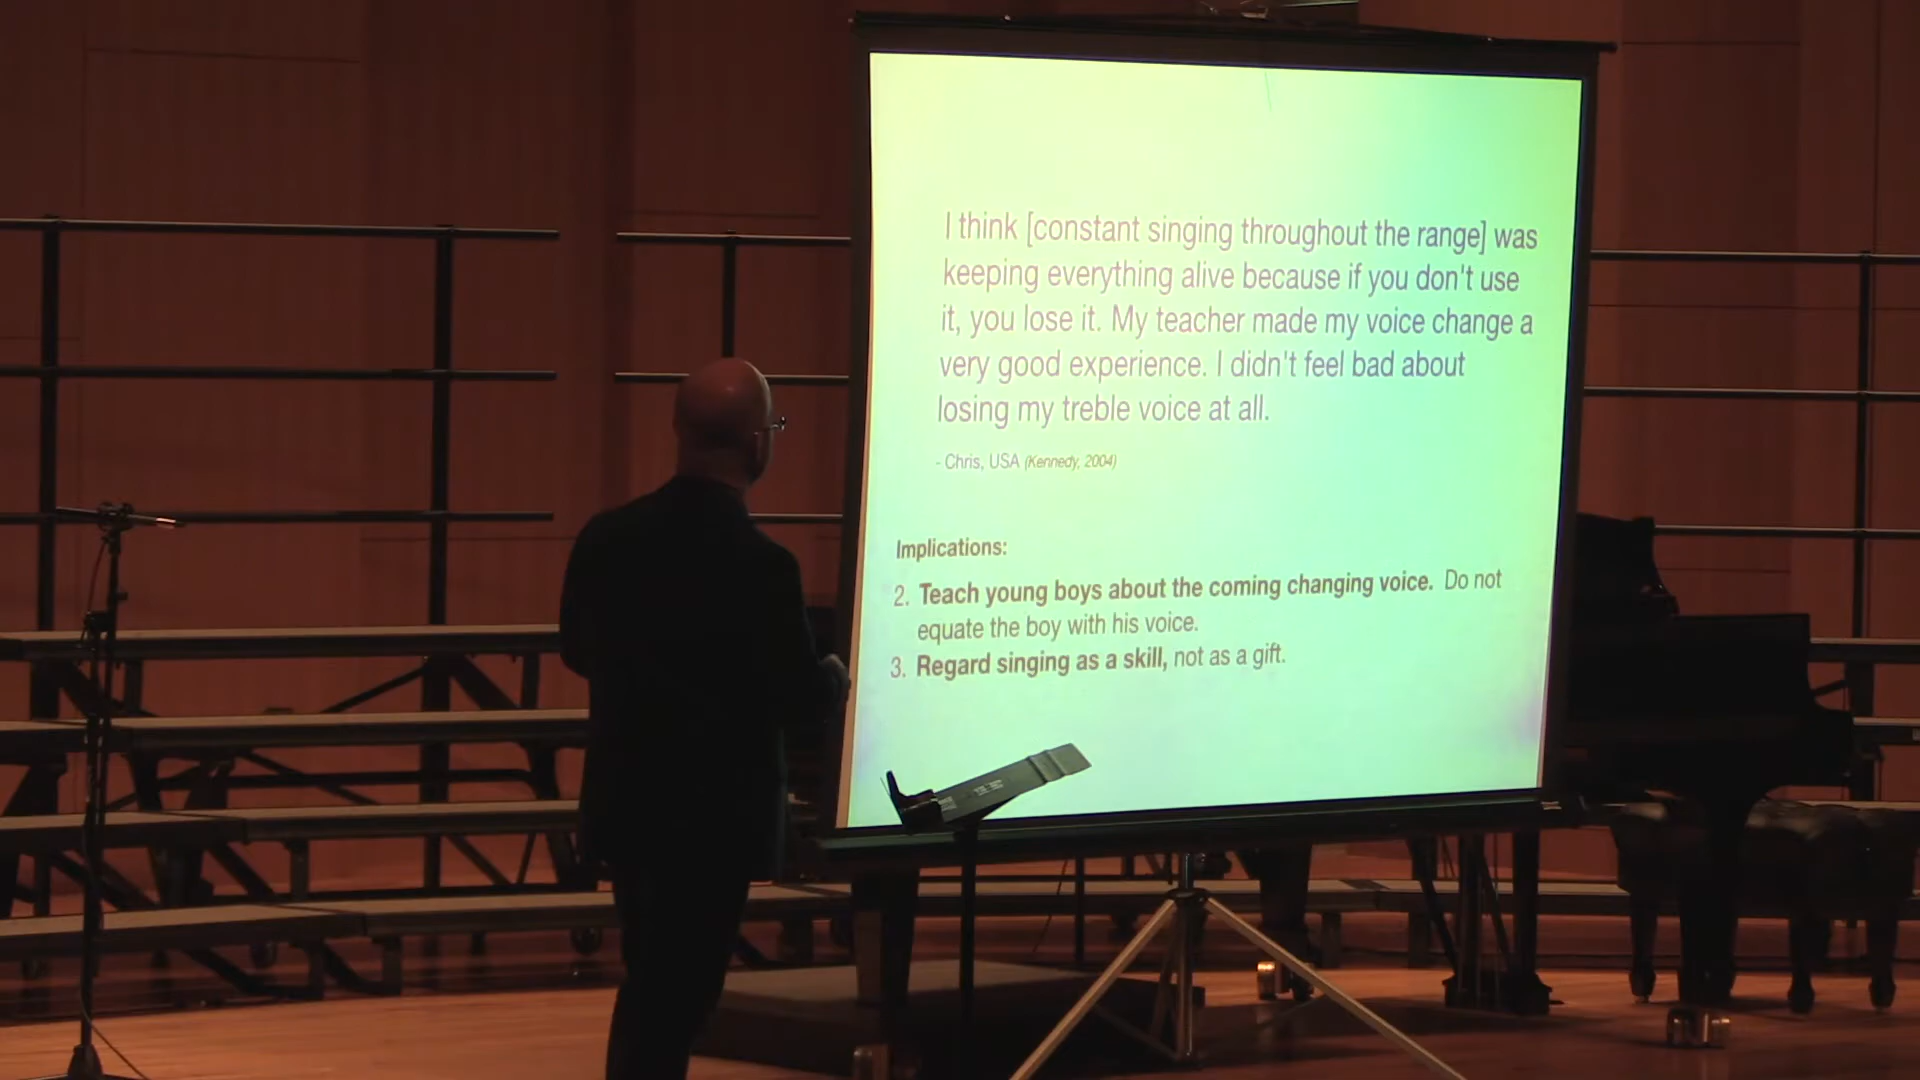 I think [constant singing throughout the range] was
keeping everything alive because if you don't use
it, you lose it. My teacher made my voice change a
very good experience. I didn't feel bad about
losing my treble voice at all.
- Chris, USA (Kennedy, 2004)
Implications:
2. Teach young boys about the coming changing voice. Do not
equate the boy with his voice.
3. Regard singing as a skill, not as a gift.